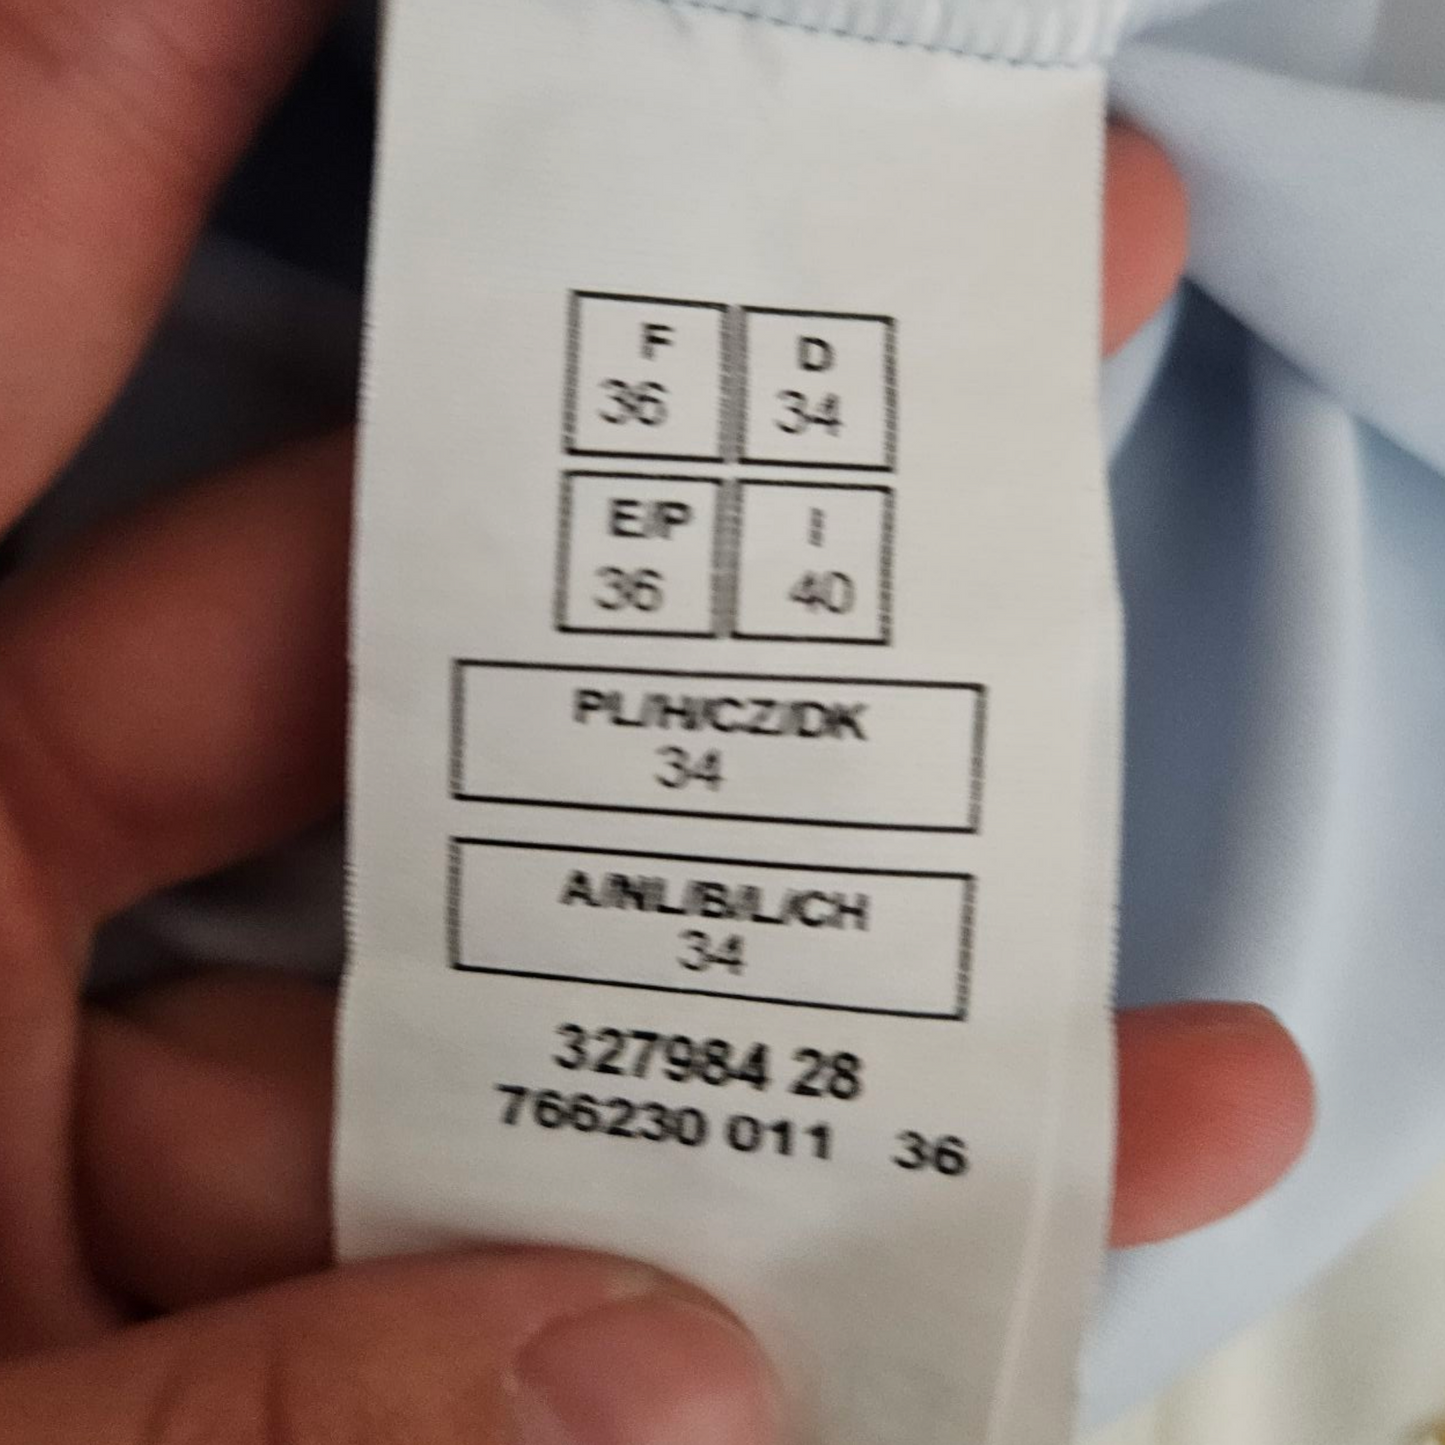 F D
36 34
E/P I
36 40
PL/H/CZ/DK
34
A/NL/B/L/CH
34
327984 28
766230 011 36